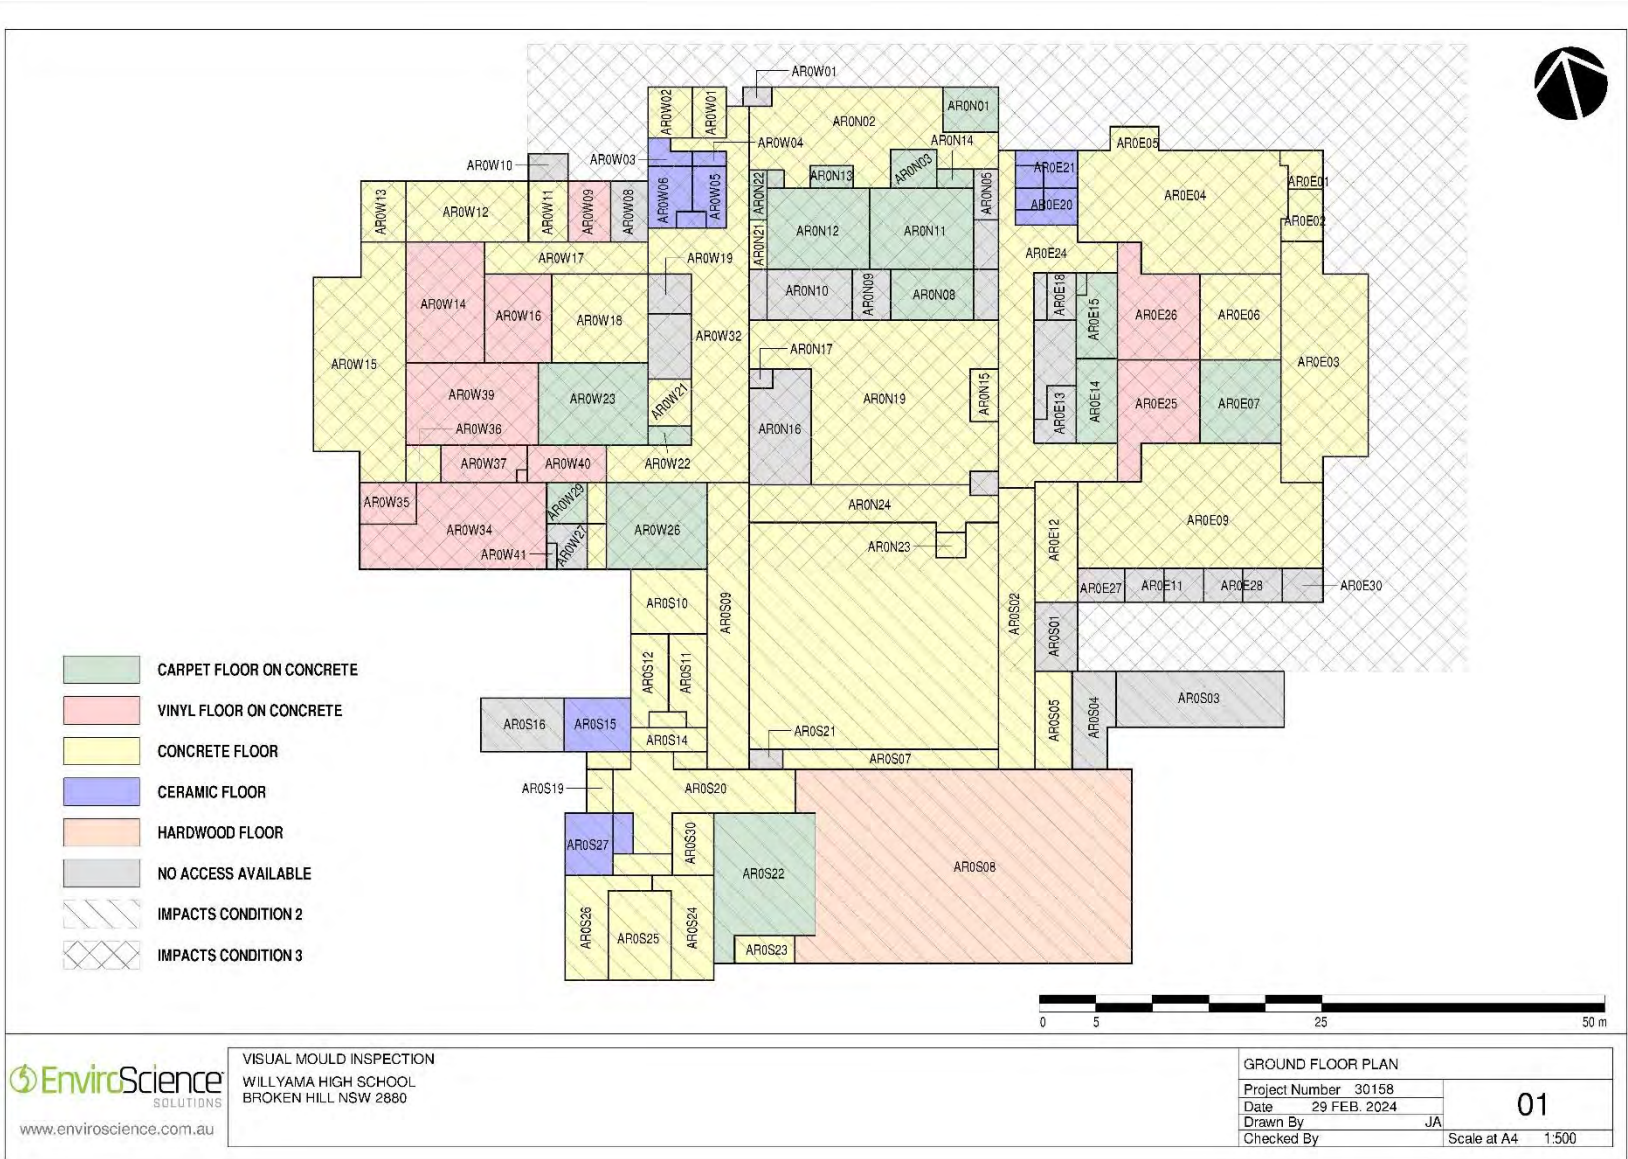 AR0W01
AR0W02
AR0W01
AR0N01
AR0N02
AR0W04
AR0N14
AR0E05
AR0W10
AR0W03
AR0N03
AR0E21
AR0E01
AR0W13
AR0W12
AR0W11
AR0W09
AR0W08
AR0W06
AR0W05
AR0N22
AR0N13
AR0N05
AR0E20
AR0E04
AR0E02
AR0N21
AR0N12
AR0N11
AR0W17
AR0W19
AR0E24
AR0W14
AR0W16
AR0W18
AR0N10
AR0N09
AR0N08
AR0E18
AR0E15
AR0E26
AR0E06
AR0W32
AR0N17
AR0W15
AR0E03
AR0W39
AR0W23
AR0W21
AR0N19
AR0N15
AR0E13
AR0E14
AR0E25
AR0E07
AR0W36
AR0N16
AR0W37
AR0W40
AR0W22
AR0W35
AR0W29
AR0N24
AR0W34
AR0W26
AR0E12
AR0E09
AR0W41
AR0W27
AR0N23
AR0E27
AR0E11
AR0E28
AR0E30
AR0S10
AR0S09
AR0S02
AR0S01
AR0S12
AR0S11
AR0S03
AR0S16
AR0S15
AR0S14
AR0S21
AR0S05
AR0S04
AR0S07
AR0S19
AR0S20
AR0S27
AR0S30
AR0S22
AR0S08
AR0S26
AR0S25
AR0S24
AR0S23
CARPET FLOOR ON CONCRETE
VINYL FLOOR ON CONCRETE
CONCRETE FLOOR
CERAMIC FLOOR
HARDWOOD FLOOR
NO ACCESS AVAILABLE
IMPACTS CONDITION 2
IMPACTS CONDITION 3
0 5 25 50 m
EnviroScience
SOLUTIONS
www.enviroscience.com.au
VISUAL MOULD INSPECTION
WILLYAMA HIGH SCHOOL
BROKEN HILL NSW 2880
GROUND FLOOR PLAN
Project Number 30158
Date 29 FEB. 2024
Drawn By JA
Checked By
01
Scale at A4 1:500